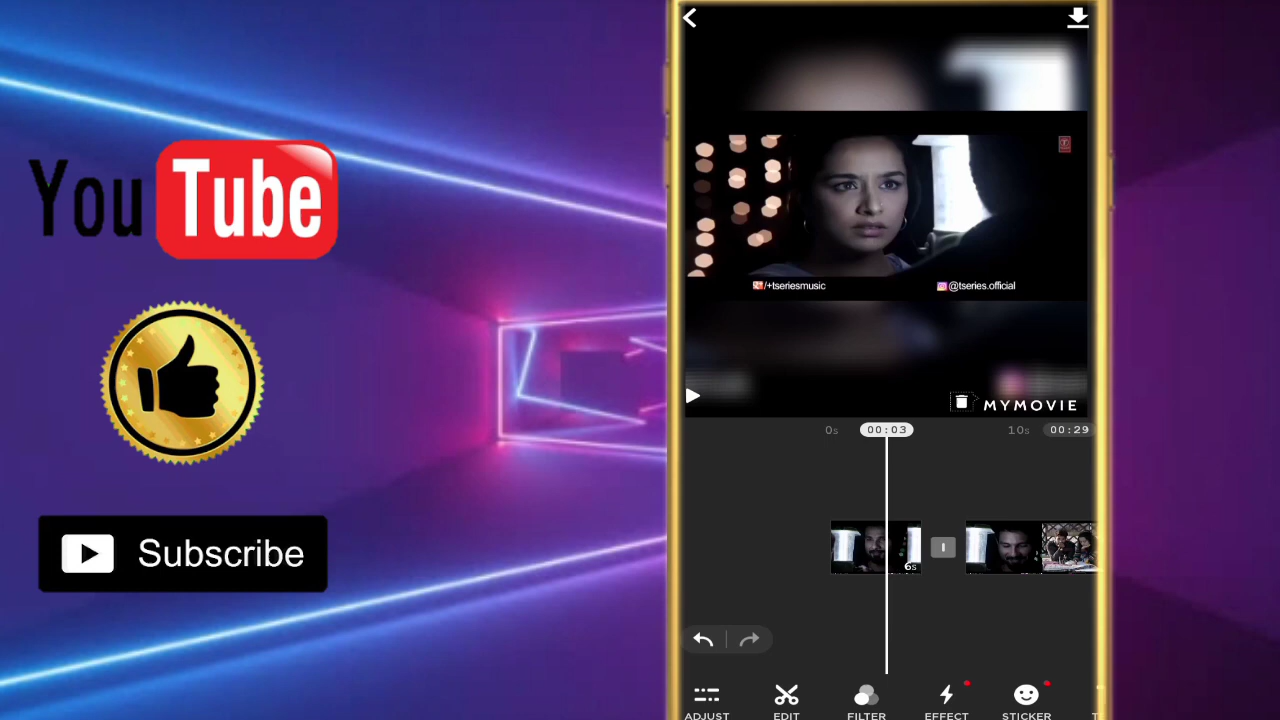 YouTube
Subscribe
/+tseriesmusic
@tseries.official
MYMOVIE
0s
00:03
10s
00:29
6s
ADJUST
EDIT
FILTER
EFFECT
STICKER